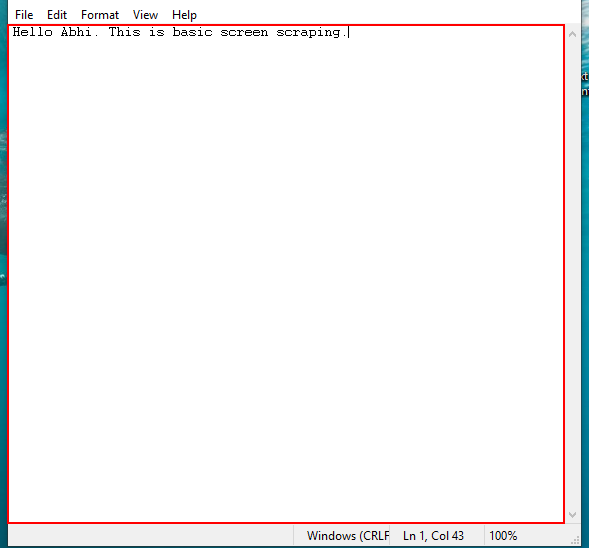 File Edit Format View Help
Hello Abhi. This is basic screen scraping.
Windows (CRLF Ln 1, Col 43 100%